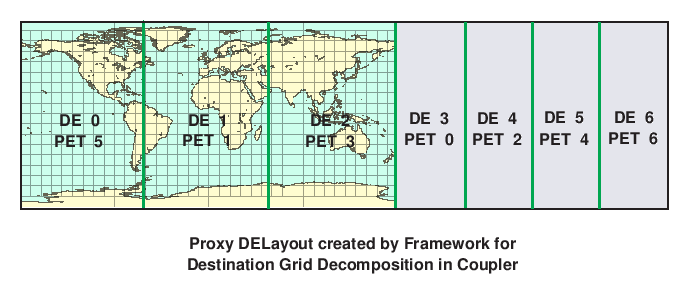 DE 0
PET 5
DE 1
PET 1
DE 2
PET 3
DE 3
PET 0
DE 4
PET 2
DE 5
PET 4
DE 6
PET 6
Proxy DELayout created by Framework for
Destination Grid Decomposition in Coupler